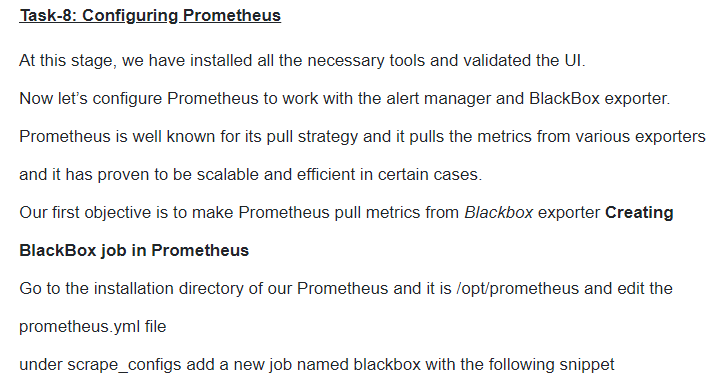 Task-8: Configuring Prometheus
At this stage, we have installed all the necessary tools and validated the UI.
Now let’s configure Prometheus to work with the alert manager and BlackBox exporter.
Prometheus is well known for its pull strategy and it pulls the metrics from various exporters
and it has proven to be scalable and efficient in certain cases.
Our first objective is to make Prometheus pull metrics from Blackbox exporter Creating
BlackBox job in Prometheus
Go to the installation directory of our Prometheus and it is /opt/prometheus and edit the
prometheus.yml file
under scrape_configs add a new job named blackbox with the following snippet